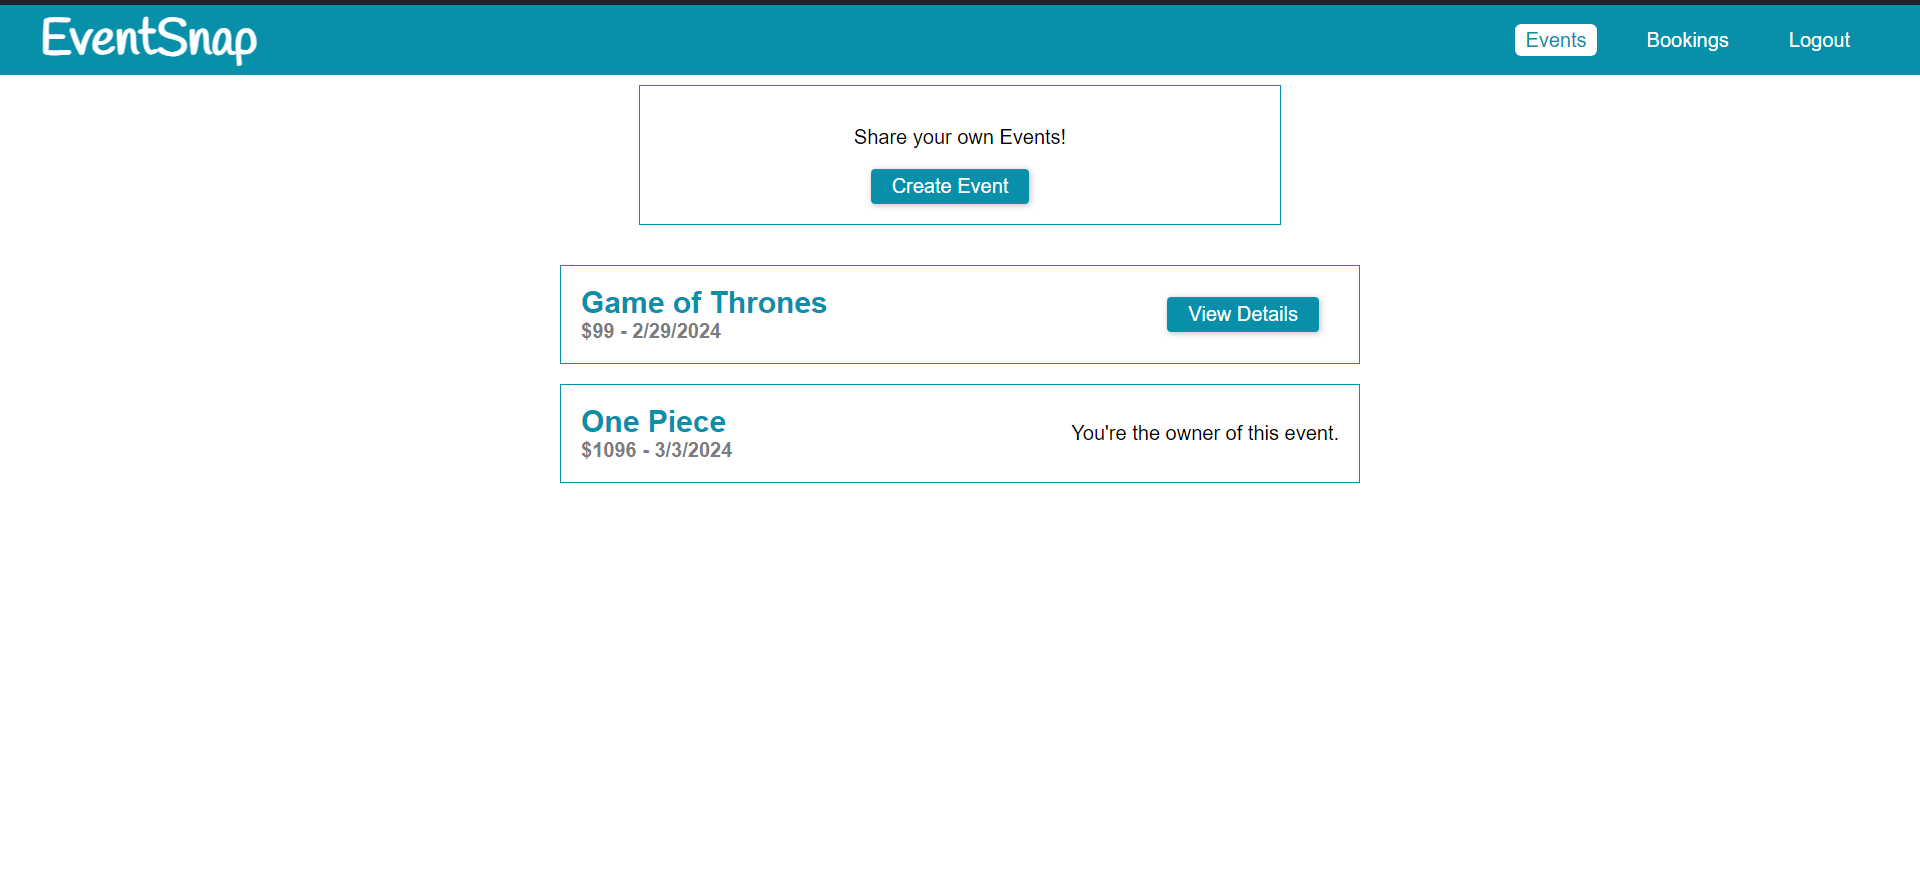 EventSnap
Events
Bookings
Logout
Share your own Events!
Create Event
Game of Thrones
$99 - 2/29/2024
View Details
One Piece
$1096 - 3/3/2024
You're the owner of this event.